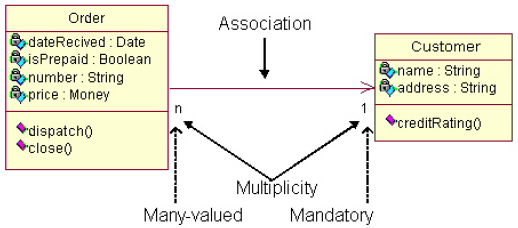 Order
dateRecived : Date
isPrepaid : Boolean
number : String
price : Money
dispatch()
close()
Association
Customer
name : String
address : String
creditRating()
n
1
Multiplicity
Many-valued
Mandatory